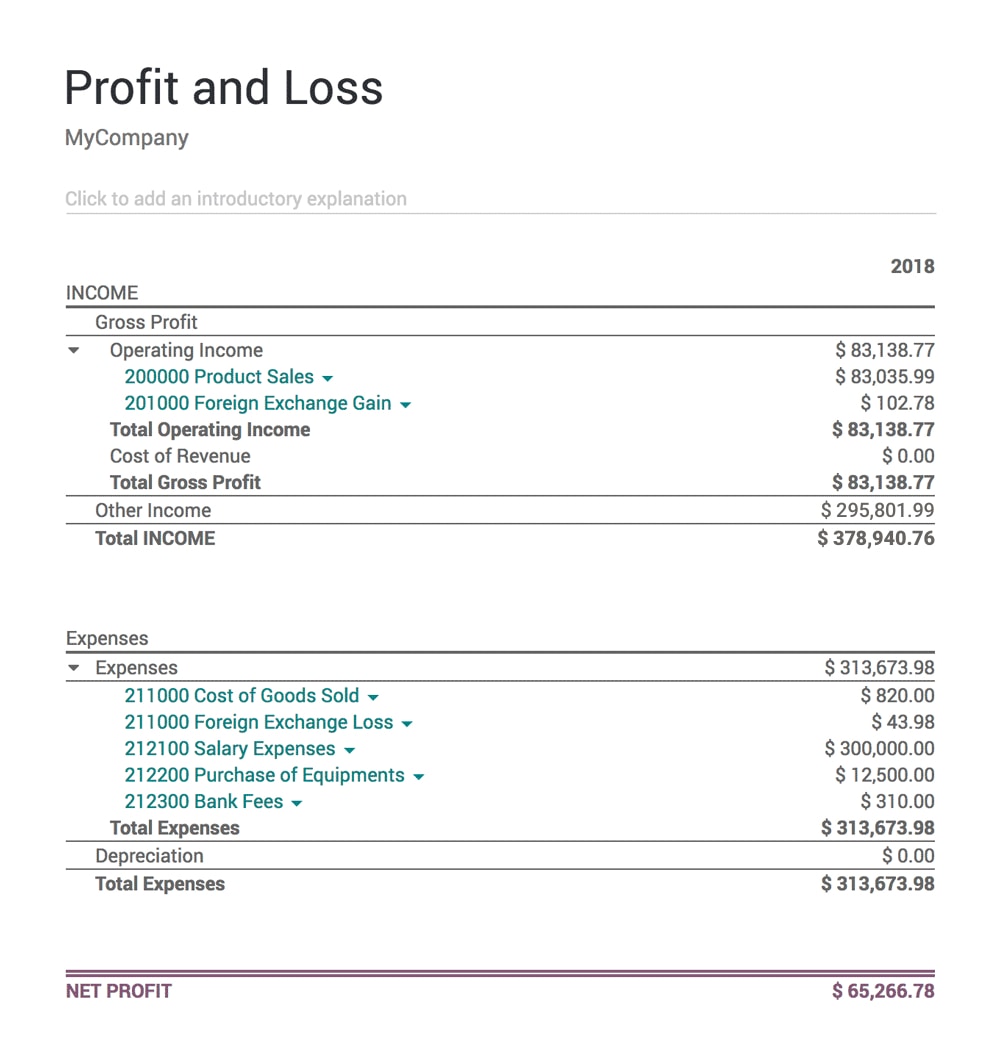 Profit and Loss
MyCompany
Click to add an introductory explanation
2018
INCOME
Gross Profit
Operating Income $ 83,138.77
200000 Product Sales $ 83,035.99
201000 Foreign Exchange Gain $ 102.78
Total Operating Income $ 83,138.77
Cost of Revenue $ 0.00
Total Gross Profit $ 83,138.77
Other Income $ 295,801.99
Total INCOME $ 378,940.76
Expenses
Expenses $ 313,673.98
211000 Cost of Goods Sold $ 820.00
211000 Foreign Exchange Loss $ 43.98
212100 Salary Expenses $ 300,000.00
212200 Purchase of Equipments $ 12,500.00
212300 Bank Fees $ 310.00
Total Expenses $ 313,673.98
Depreciation $ 0.00
Total Expenses $ 313,673.98
NET PROFIT $ 65,266.78